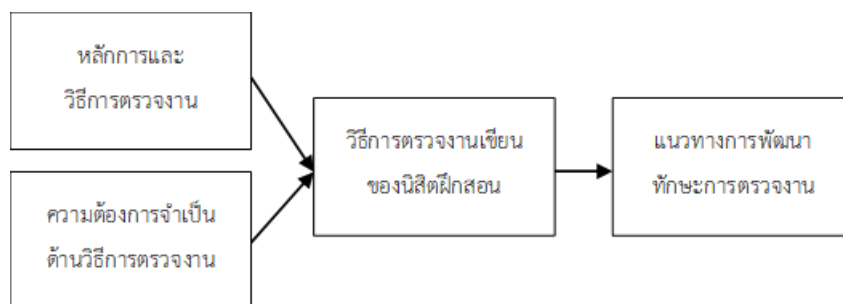 หลักการและ
วิธีการตรวจงาน
ความต้องการจำเป็น
ด้านวิธีการตรวจงาน
วิธีการตรวจงานเขียน
ของนิสิตฝึกสอน
แนวทางการพัฒนา
ทักษะการตรวจงาน